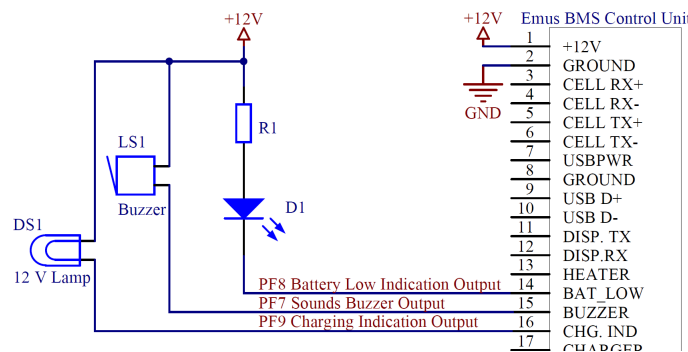 +12V
+12V
Emus BMS Control Unit
1 +12V
2 GROUND
3 CELL RX+
GND
4 CELL RX-
5 CELL TX+
6 CELL TX-
7 USBPWR
8 GROUND
9 USB D+
10 USB D-
11 DISP. TX
12 DISP.RX
13 HEATER
14 BAT_LOW
15 BUZZER
16 CHG. IND
17 CHARGER
R1
LS1
Buzzer
D1
DS1
12 V Lamp
PF8 Battery Low Indication Output
PF7 Sounds Buzzer Output
PF9 Charging Indication Output